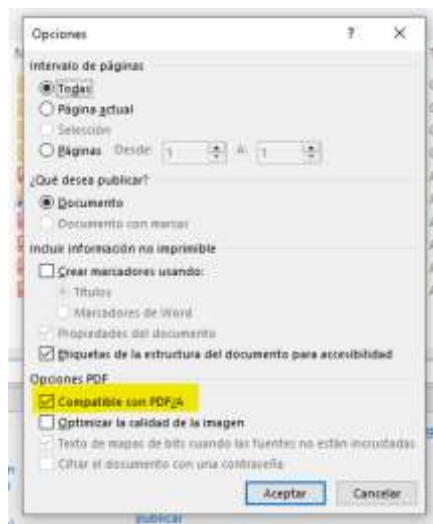 Opciones
Intervalo de páginas
Todas
Página actual
Selección
Páginas Desde: 1 A: 1
¿Qué desea publicar?
Documento
Documento con marcas
Incluir información no imprimible
Crear marcadores usando:
Títulos
Marcadores de Word
Propiedades del documento
Etiquetas de la estructura del documento para accesibilidad
Opciones PDF
Compatible con PDF/A
Optimizar la calidad de la imagen
Texto de mapas de bits cuando las fuentes no están incrustadas
Cifrar el documento con una contraseña
Aceptar Cancelar
publicar